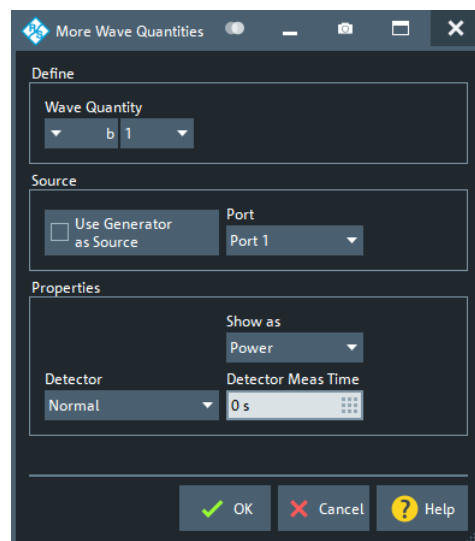 More Wave Quantities
Define
Wave Quantity
b 1
Source
Use Generator
as Source
Port
Port 1
Properties
Show as
Power
Detector
Detector Meas Time
Normal
0 s
OK
Cancel
? Help